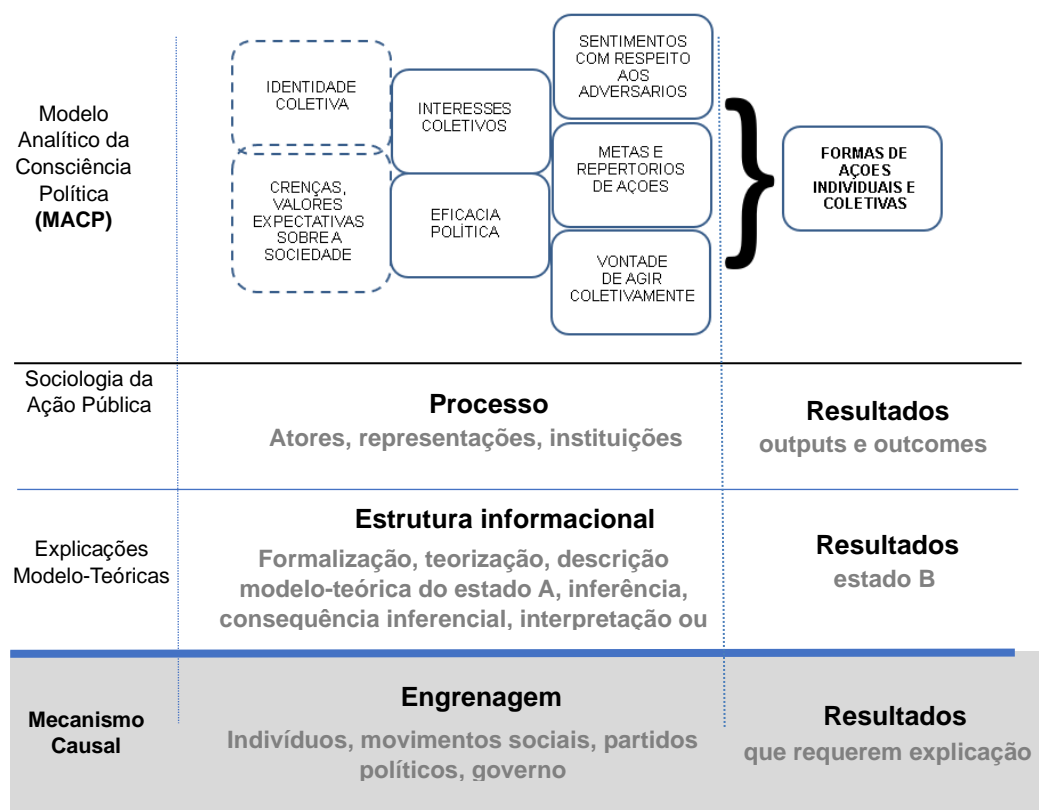 Modelo
Analítico da
Consciência
Política
(MACP)
IDENTIDADE
COLETIVA
CRENÇAS,
VALORES
EXPECTATIVAS
SOBRE A
SOCIEDADE
INTERESSES
COLETIVOS
EFICACIA
POLÍTICA
SENTIMENTOS
COM RESPEITO
AOS
ADVERSARIOS
METAS E
REPERTORIOS
DE AÇOES
VONTADE
DE AGIR
COLETIVAMENTE
}
FORMAS DE
AÇOES
INDIVIDUAIS E
COLETIVAS
Sociologia da
Ação Pública
Processo
Atores, representações, instituições
Resultados
outputs e outcomes
Explicações
Modelo-Teóricas
Estrutura informacional
Formalização, teorização, descrição
modelo-teórica do estado A, inferência,
consequência inferencial, interpretação ou
Resultados
estado B
Mecanismo
Causal
Engrenagem
Indivíduos, movimentos sociais, partidos
políticos, governo
Resultados
que requerem explicação